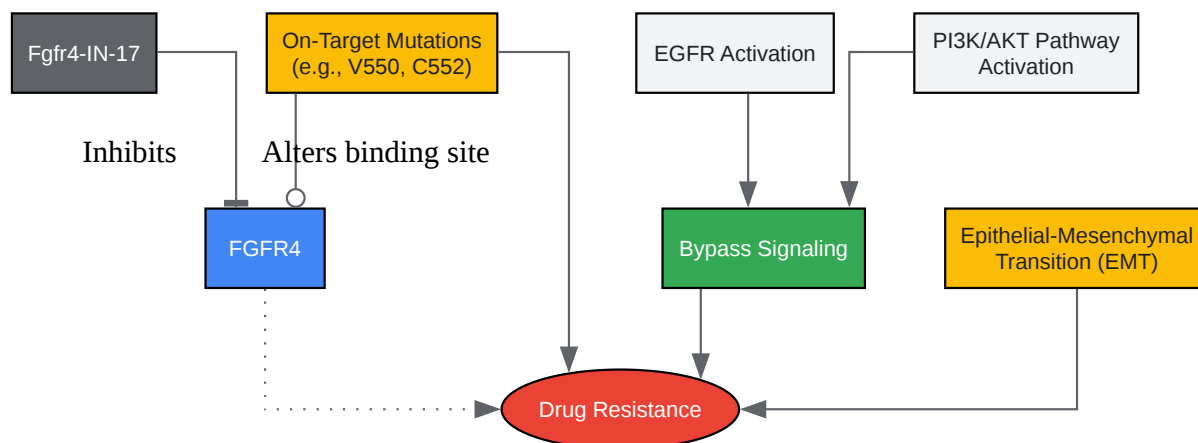 Fgfr4-IN-17
On-Target Mutations
(e.g., V550, C552)
EGFR Activation
PI3K/AKT Pathway
Activation
Inhibits
Alters binding site
FGFR4
Bypass Signaling
Epithelial-Mesenchymal
Transition (EMT)
Drug Resistance